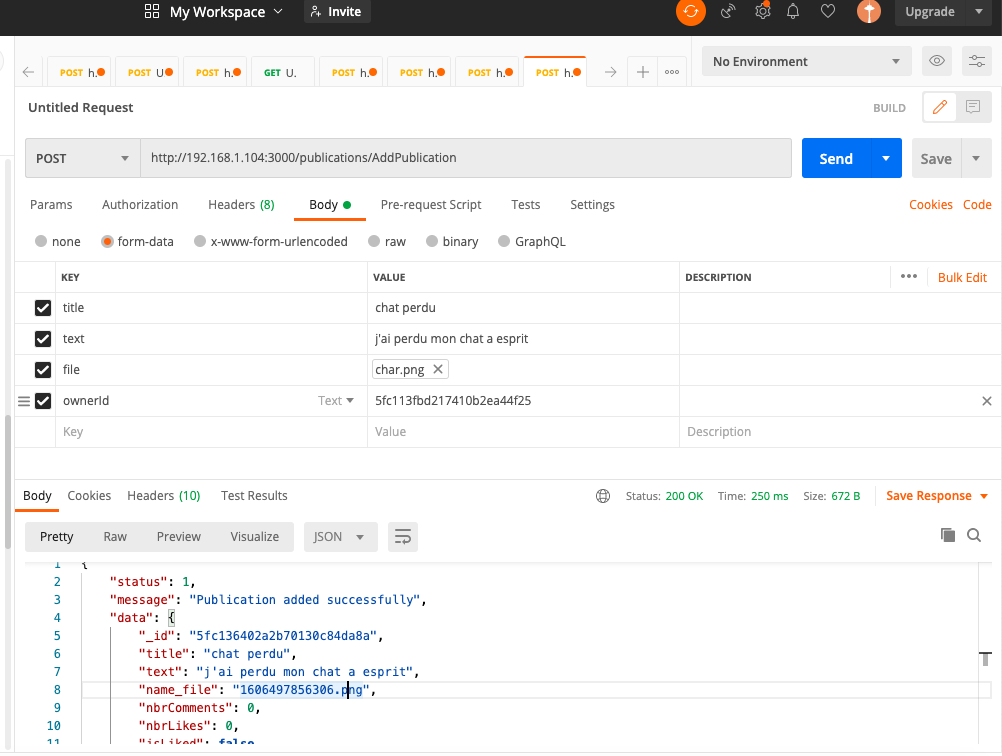 My Workspace Invite Upgrade
POST h. POST U POST h. GET U. POST h. POST h. POST h. POST h. No Environment
Untitled Request BUILD
POST http://192.168.1.104:3000/publications/AddPublication Send Save
Params Authorization Headers (8) Body Pre-request Script Tests Settings Cookies Code
none form-data x-www-form-urlencoded raw binary GraphQL
KEY VALUE DESCRIPTION Bulk Edit
title chat perdu
text j'ai perdu mon chat a esprit
file char.png
ownerId Text 5fc113fbd217410b2ea44f25
Key Value Description
Body Cookies Headers (10) Test Results Status: 200 OK Time: 250 ms Size: 672 B Save Response
Pretty Raw Preview Visualize JSON
1 {
2 "status": 1,
3 "message": "Publication added successfully",
4 "data": {
5 "_id": "5fc136402a2b70130c84da8a",
6 "title": "chat perdu",
7 "text": "j'ai perdu mon chat a esprit",
8 "name_file": "1606497856306.png",
9 "nbrComments": 0,
10 "nbrLikes": 0,
11 "isLiked": false